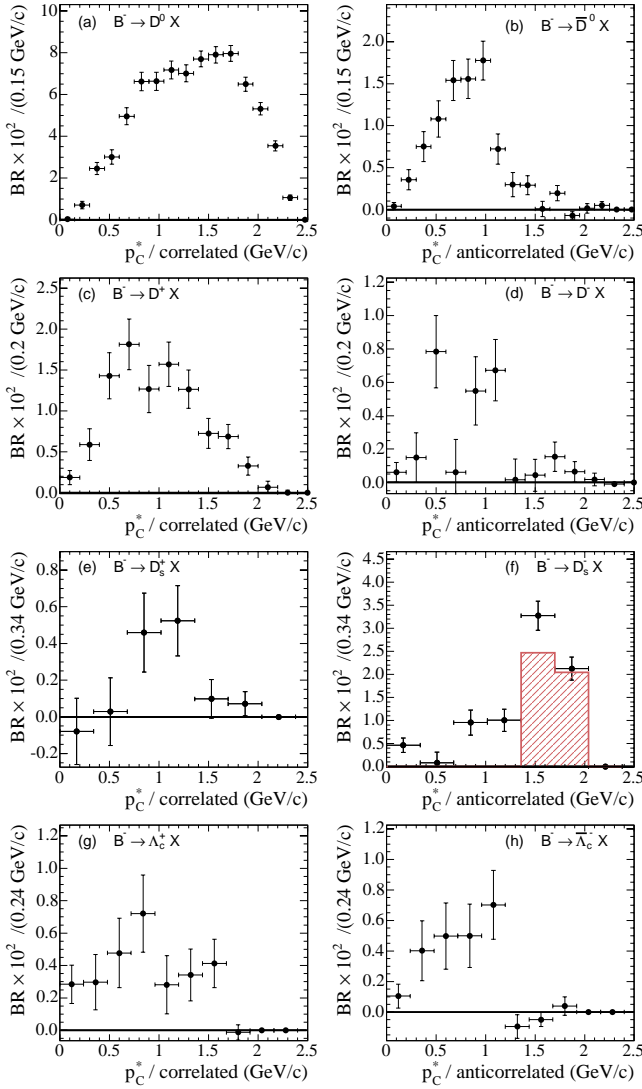 (a) B⁻ → D⁰ X
BR × 10² /(0.15 GeV/c)
10
8
6
4
2
0
0 0.5 1 1.5 2 2.5
p*_C / correlated (GeV/c)
(b) B⁻ → D̅⁰ X
BR × 10² /(0.15 GeV/c)
2.0
1.5
1.0
0.5
0.0
0 0.5 1 1.5 2 2.5
p*_C / anticorrelated (GeV/c)
(c) B⁻ → D⁺ X
BR × 10² /(0.2 GeV/c)
2.5
2.0
1.5
1.0
0.5
0.0
0 0.5 1 1.5 2 2.5
p*_C / correlated (GeV/c)
(d) B⁻ → D⁻ X
BR × 10² /(0.2 GeV/c)
1.2
1.0
0.8
0.6
0.4
0.2
0.0
0 0.5 1 1.5 2 2.5
p*_C / anticorrelated (GeV/c)
(e) B⁻ → D_s⁺ X
BR × 10² /(0.34 GeV/c)
0.8
0.6
0.4
0.2
0.0
-0.2
0 0.5 1 1.5 2 2.5
p*_C / correlated (GeV/c)
(f) B⁻ → D_s⁻ X
BR × 10² /(0.34 GeV/c)
4.5
3.5
3.0
2.5
2.0
1.5
1.0
0.5
0.0
0 0.5 1 1.5 2 2.5
p*_C / anticorrelated (GeV/c)
(g) B⁻ → Λ_c⁺ X
BR × 10² /(0.24 GeV/c)
1.2
1.0
0.8
0.6
0.4
0.2
0.0
0 0.5 1 1.5 2 2.5
p*_C / correlated (GeV/c)
(h) B⁻ → Λ̅_c⁻ X
BR × 10² /(0.24 GeV/c)
1.2
1.0
0.8
0.6
0.4
0.2
0.0
0 0.5 1 1.5 2 2.5
p*_C / anticorrelated (GeV/c)